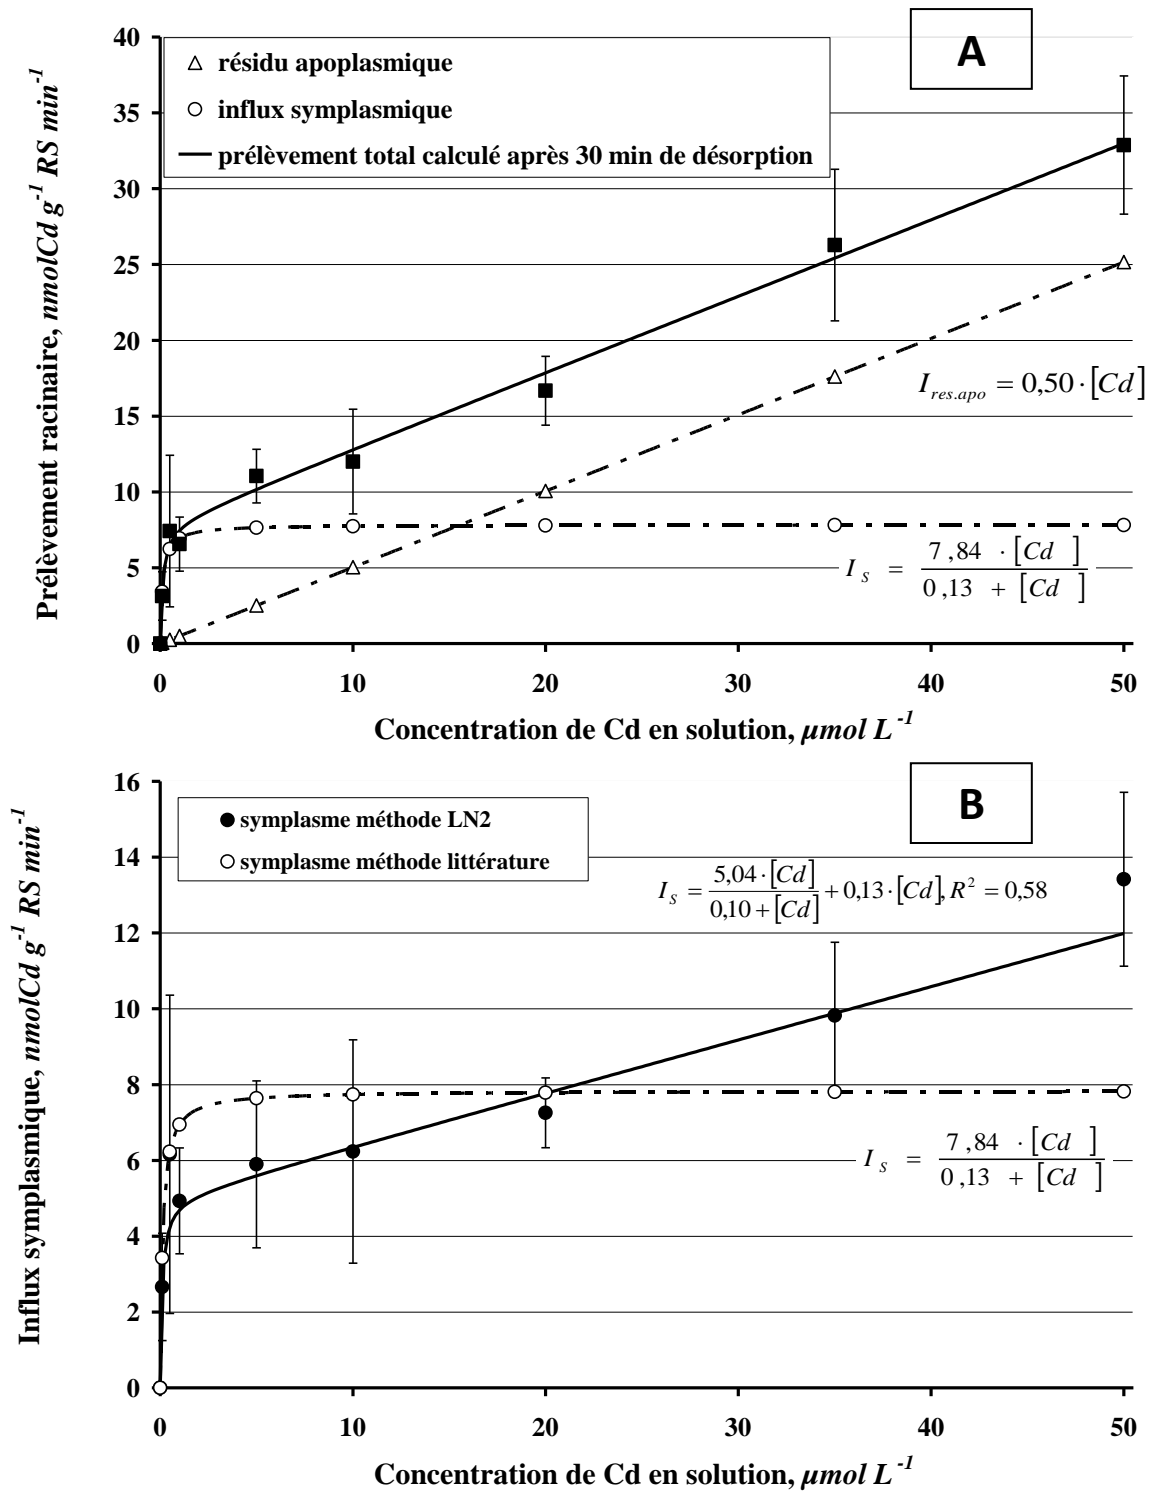 A
résidu apoplasmique
influx symplasmique
prélèvement total calculé après 30 min de désorption
Prélèvement racinaire, nmolCd g⁻¹ RS min⁻¹
40
35
30
25
20
15
10
5
0
I_res.apo = 0,50·[Cd]
I_S = 7,84 ·[Cd ] / 0,13 + [Cd ]
0 10 20 30 40 50
Concentration de Cd en solution, µmol L⁻¹
B
symplasme méthode LN2
symplasme méthode littérature
Influx symplasmique, nmolCd g⁻¹ RS min⁻¹
16
14
12
10
8
6
4
2
0
I_S = 5,04·[Cd] / 0,10+[Cd] + 0,13·[Cd], R² = 0,58
I_S = 7,84 ·[Cd ] / 0,13 + [Cd ]
0 10 20 30 40 50
Concentration de Cd en solution, µmol L⁻¹